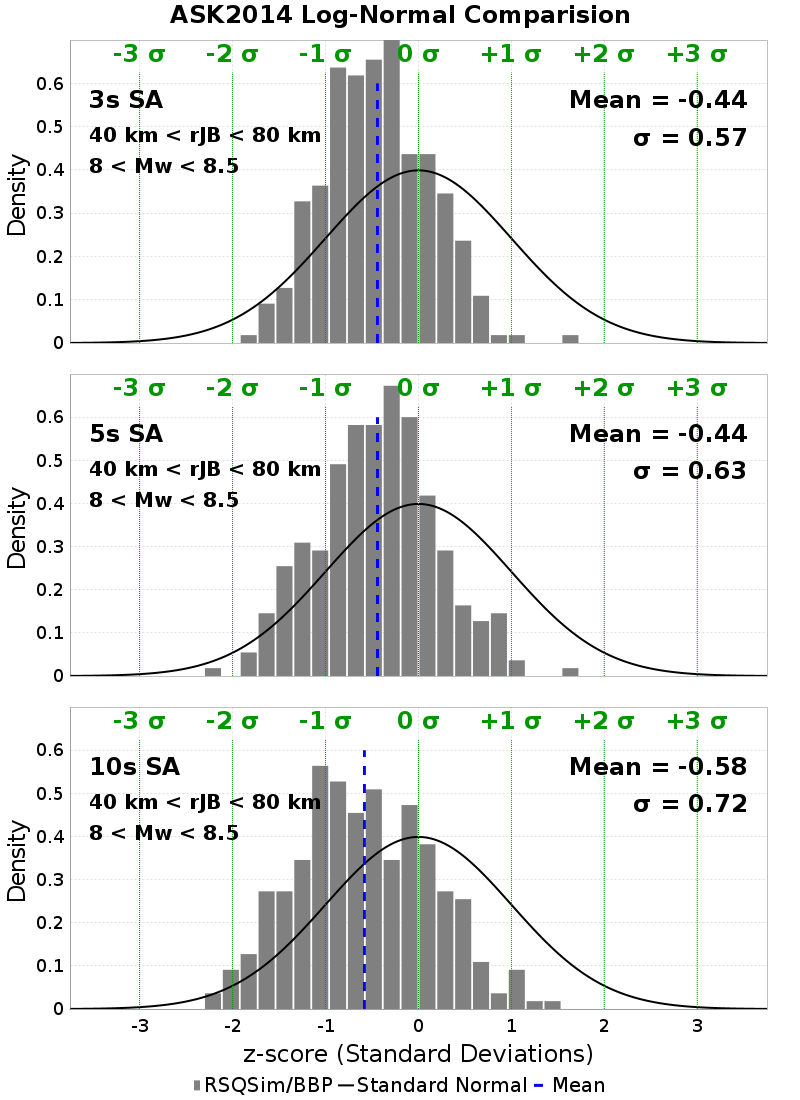 ASK2014 Log-Normal Comparision
-3 σ -2 σ -1 σ 0 σ +1 σ +2 σ +3 σ
3s SA
Mean = -0.44
40 km < rJB < 80 km
σ = 0.57
8 < Mw < 8.5
0.6
0.5
0.4
0.3
0.2
0.1
0
Density
-3 σ -2 σ -1 σ 0 σ +1 σ +2 σ +3 σ
5s SA
Mean = -0.44
40 km < rJB < 80 km
σ = 0.63
8 < Mw < 8.5
0.6
0.5
0.4
0.3
0.2
0.1
0
Density
-3 σ -2 σ -1 σ 0 σ +1 σ +2 σ +3 σ
10s SA
Mean = -0.58
40 km < rJB < 80 km
σ = 0.72
8 < Mw < 8.5
0.6
0.5
0.4
0.3
0.2
0.1
0
Density
-3 -2 -1 0 1 2 3
z-score (Standard Deviations)
RSQSim/BBP Standard Normal Mean